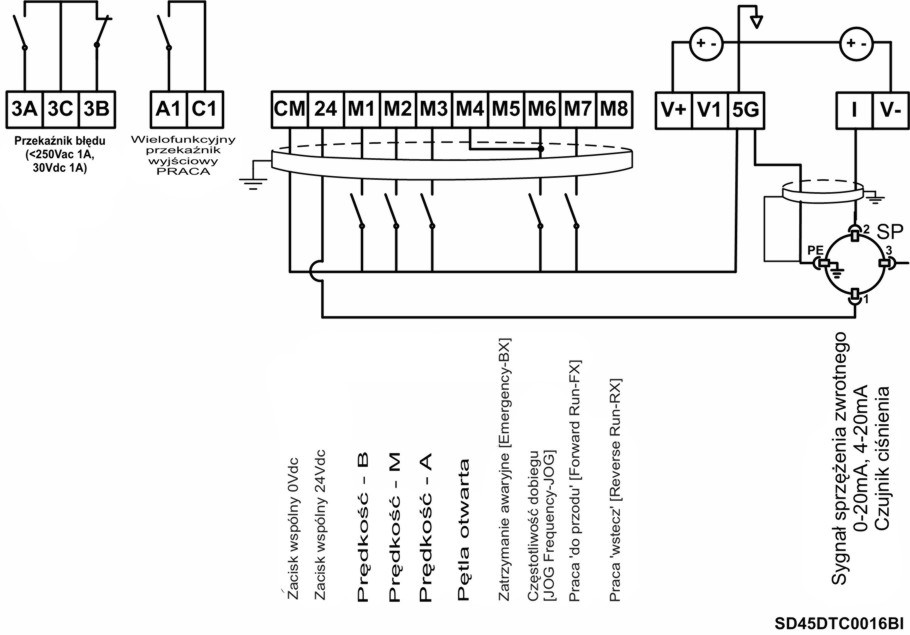 3A 3C 3B
Przekaźnik błędu
(<250Vac 1A,
30Vdc 1A)
A1 C1
Wielofunkcyjny
przekaźnik
wyjściowy
PRACA
CM 24 M1 M2 M3 M4 M5 M6 M7 M8
+ -
+ -
V+ V1 5G
I V-
PE
2
SP
3
1
Zacisk wspólny 0Vdc
Zacisk wspólny 24Vdc
Prędkość - B
Prędkość - M
Prędkość - A
Pętla otwarta
Zatrzymanie awaryjne [Emergency-BX]
Częstotliwość dobiegu
[JOG Frequency-JOG]
Praca 'do przodu' [Forward Run-FX]
Praca 'wstecz' [Reverse Run-RX]
Sygnał sprzężenia zwrotnego
0-20mA, 4-20mA
Czujnik ciśnienia
SD45DTC0016BI